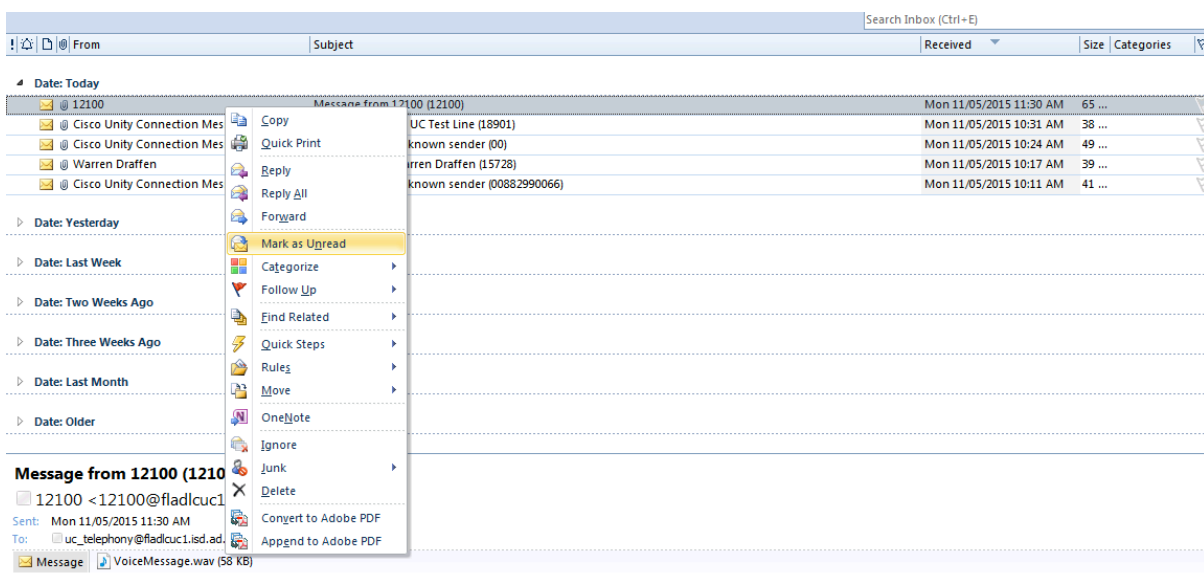 Search Inbox (Ctrl+E)
! From Subject Received Size Categories
Date: Today
12100 Message from 12100 (12100) Mon 11/05/2015 11:30 AM 65 ...
Cisco Unity Connection Mes UC Test Line (18901) Mon 11/05/2015 10:31 AM 38 ...
Cisco Unity Connection Mes known sender (00) Mon 11/05/2015 10:24 AM 49 ...
Warren Draffen rren Draffen (15728) Mon 11/05/2015 10:17 AM 39 ...
Cisco Unity Connection Mes known sender (00882990066) Mon 11/05/2015 10:11 AM 41 ...
Date: Yesterday
Date: Last Week
Date: Two Weeks Ago
Date: Three Weeks Ago
Date: Last Month
Date: Older
Copy
Quick Print
Reply
Reply All
Forward
Mark as Unread
Categorize
Follow Up
Find Related
Quick Steps
Rules
Move
OneNote
Ignore
Junk
Delete
Convert to Adobe PDF
Append to Adobe PDF
Message from 12100 (1210
12100 <12100@fladlcuc1
Sent: Mon 11/05/2015 11:30 AM
To: uc_telephony@fladlcuc1.isd.ad.
Message VoiceMessage.wav (58 KB)